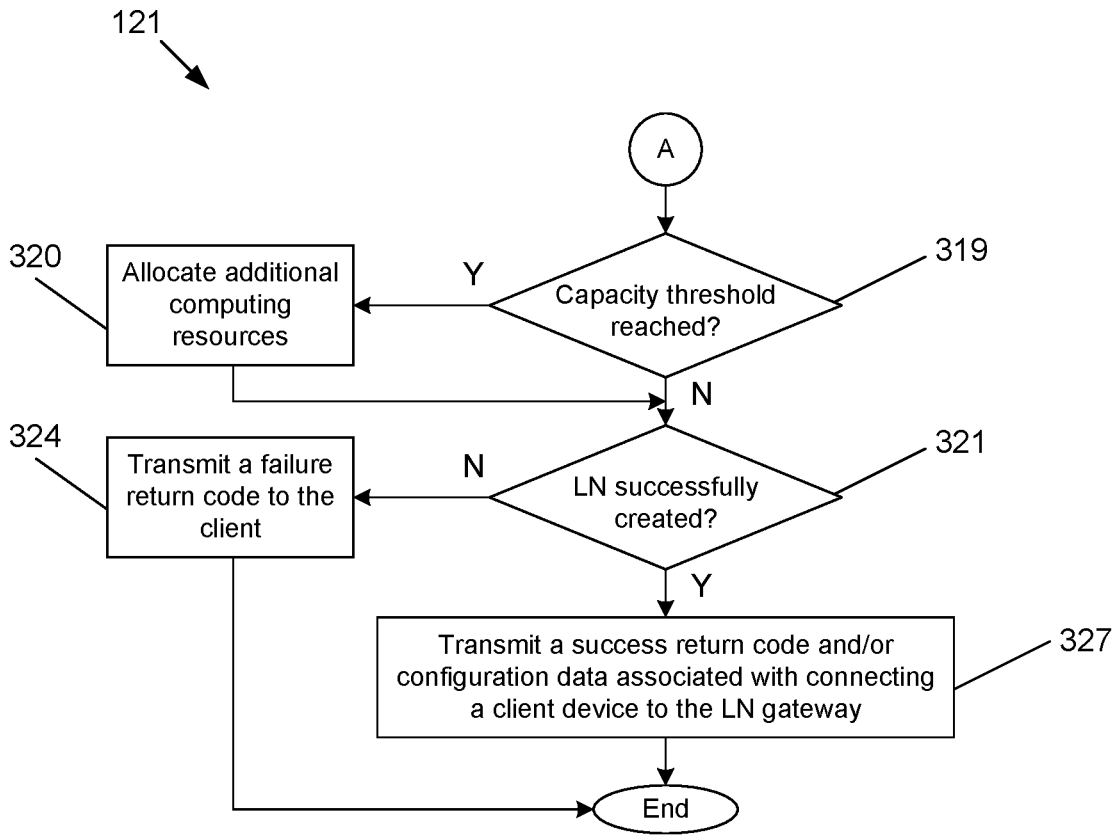 121
A
320
Allocate additional
computing
resources
Y
Capacity threshold
reached?
319
N
324
Transmit a failure
return code to the
client
N
LN successfully
created?
321
Y
Transmit a success return code and/or
configuration data associated with connecting
a client device to the LN gateway
327
End